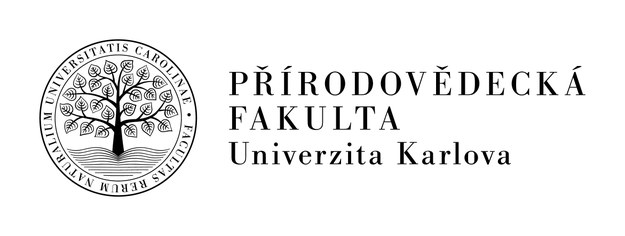 UNIVERSITATIS CAROLINAE • FACULTAS RERUM NATURALIUM
PŘÍRODOVĚDECKÁ
FAKULTA
Univerzita Karlova